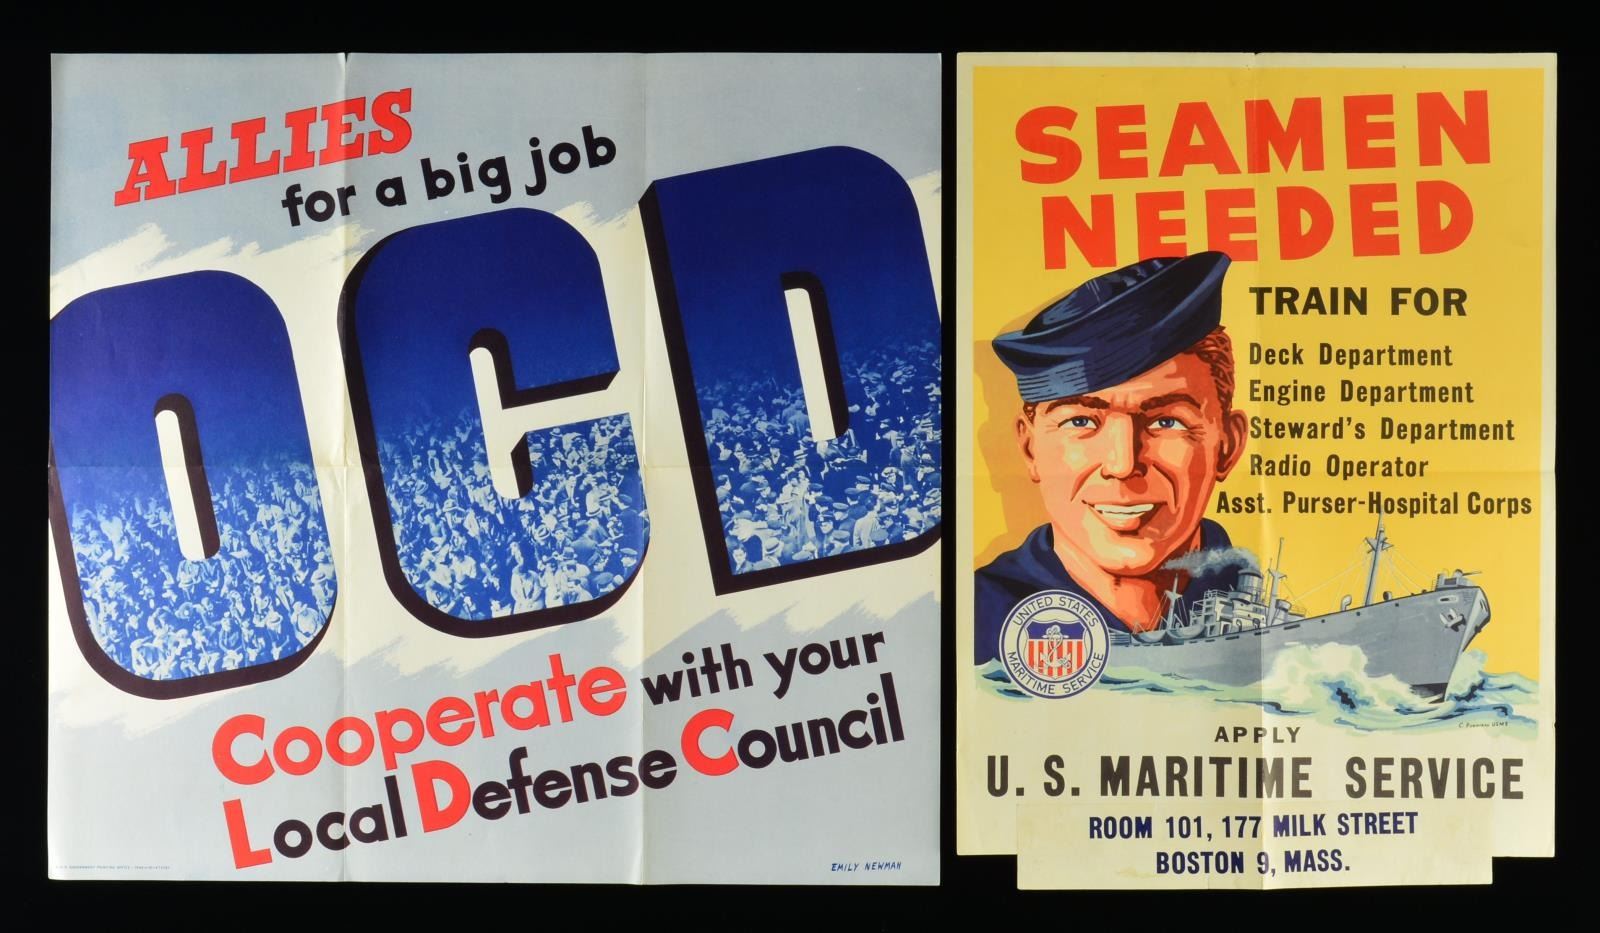 ALLIES
for a big job
OCD
Cooperate with your
Local Defense Council
EMILY NEWMAN
SEAMEN
NEEDED
TRAIN FOR
Deck Department
Engine Department
Steward's Department
Radio Operator
Asst. Purser-Hospital Corps
UNITED STATES
MARITIME SERVICE
APPLY
U. S. MARITIME SERVICE
ROOM 101, 177 MILK STREET
BOSTON 9, MASS.